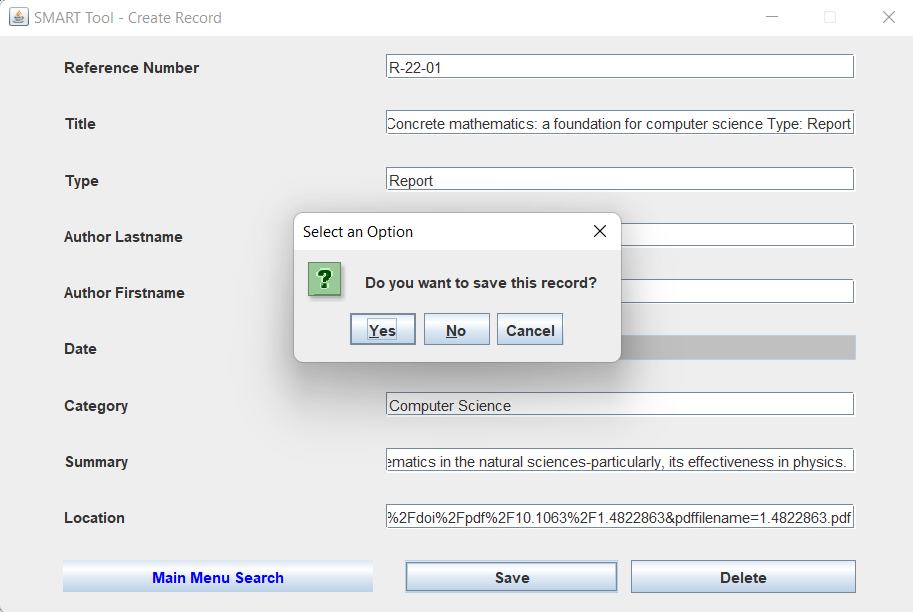 SMART Tool - Create Record
Reference Number R-22-01
Title Concrete mathematics: a foundation for computer science Type: Report
Type Report
Select an Option
Author Lastname
Do you want to save this record?
Author Firstname
Yes No Cancel
Date
Category Computer Science
Summary ematics in the natural sciences-particularly, its effectiveness in physics.
Location %2Fdoi%2Fpdf%2F10.1063%2F1.4822863&pdffilename=1.4822863.pdf
Main Menu Search Save Delete